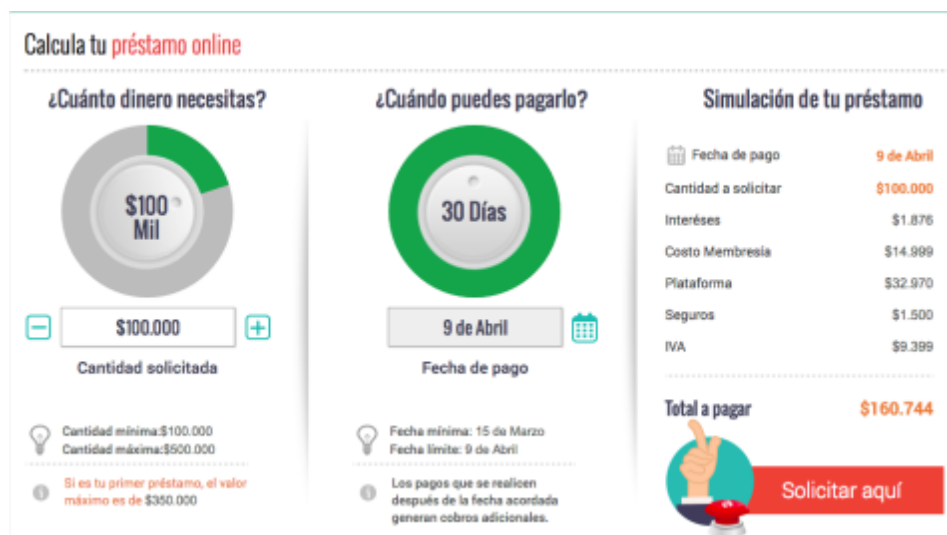 Calcula tu préstamo online
¿Cuánto dinero necesitas?
$100
Mil
$100.000
Cantidad solicitada
Cantidad mínima:$100.000
Cantidad máxima:$500.000
Si es tu primer préstamo, el valor
máximo es de $350.000
¿Cuándo puedes pagarlo?
30 Días
9 de Abril
Fecha de pago
Fecha mínima: 15 de Marzo
Fecha límite: 9 de Abril
Los pagos que se realicen
después de la fecha acordada
generan cobros adicionales.
Simulación de tu préstamo
Fecha de pago 9 de Abril
Cantidad a solicitar $100.000
Interéses $1.876
Costo Membresía $14.999
Plataforma $32.970
Seguros $1.500
IVA $9.399
Total a pagar $160.744
Solicitar aquí